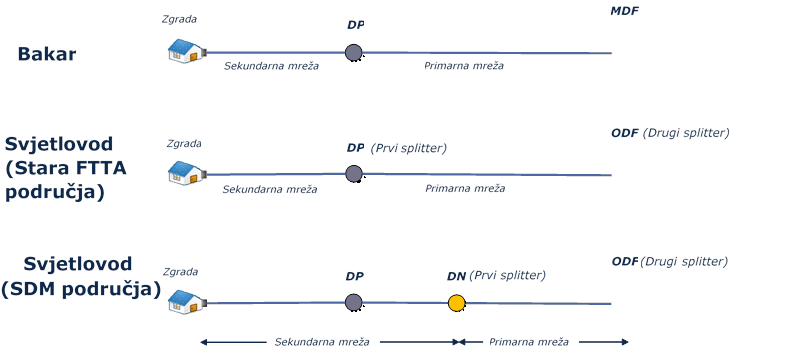 Zgrada
DP
MDF
Bakar
Sekundarna mreža
Primarna mreža
Svjetlovod
(Stara FTTA
područja)
Zgrada
DP (Prvi splitter)
ODF (Drugi splitter)
Sekundarna mreža
Primarna mreža
Svjetlovod
(SDM područja)
Zgrada
DP
DN (Prvi splitter)
ODF (Drugi splitter)
Sekundarna mreža
Primarna mreža